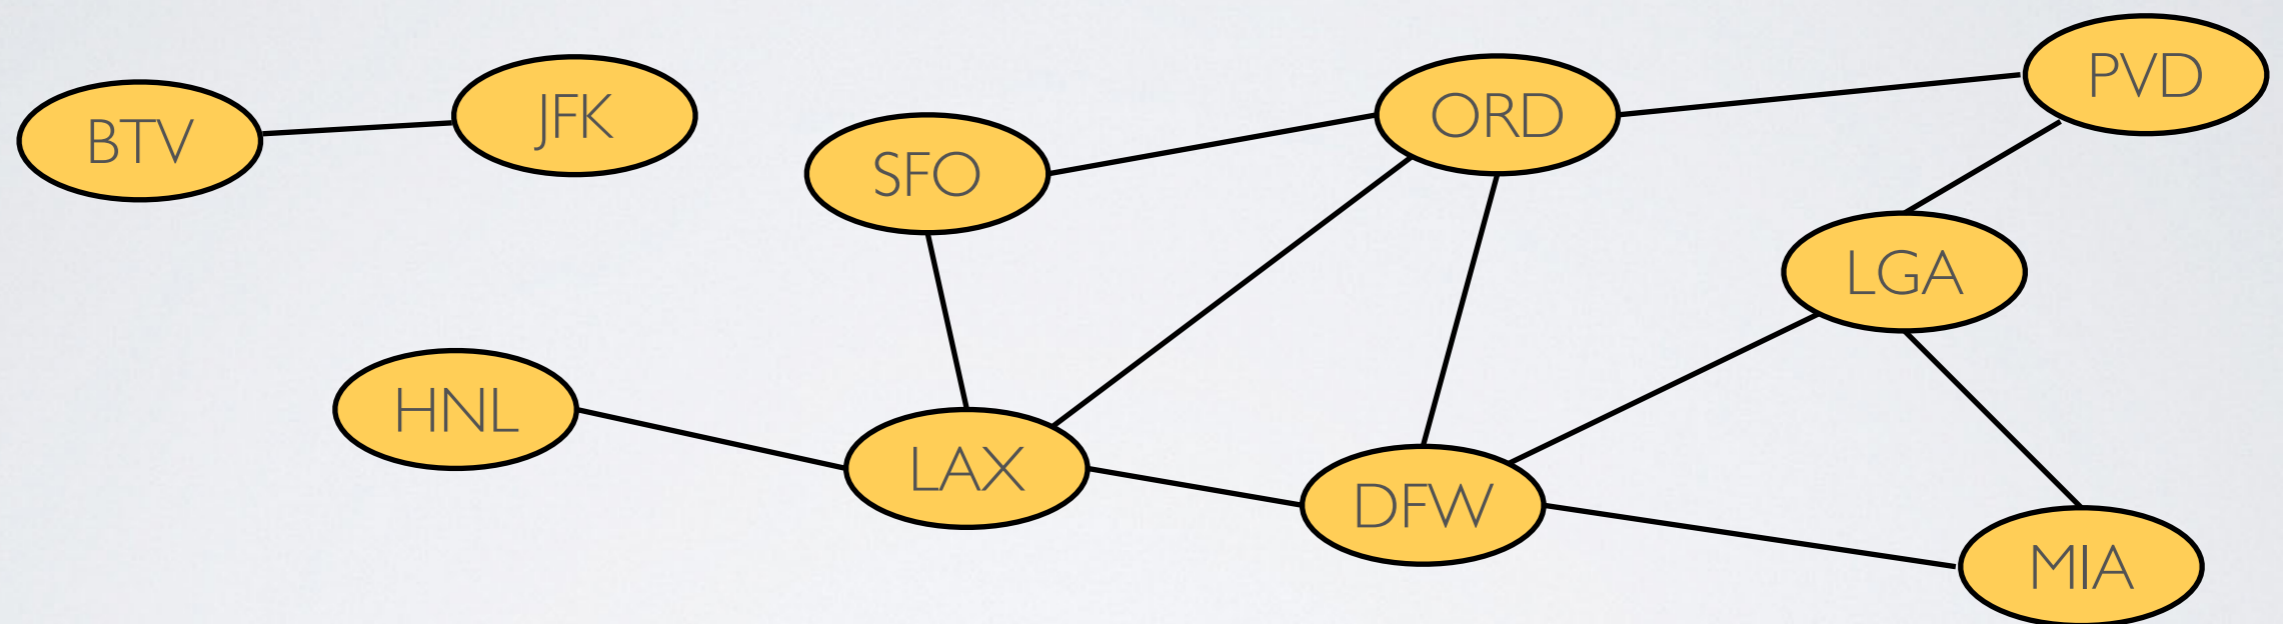 PVD
JFK
ORD
BTV
SFO
LGA
HNL
LAX
DFW
MIA